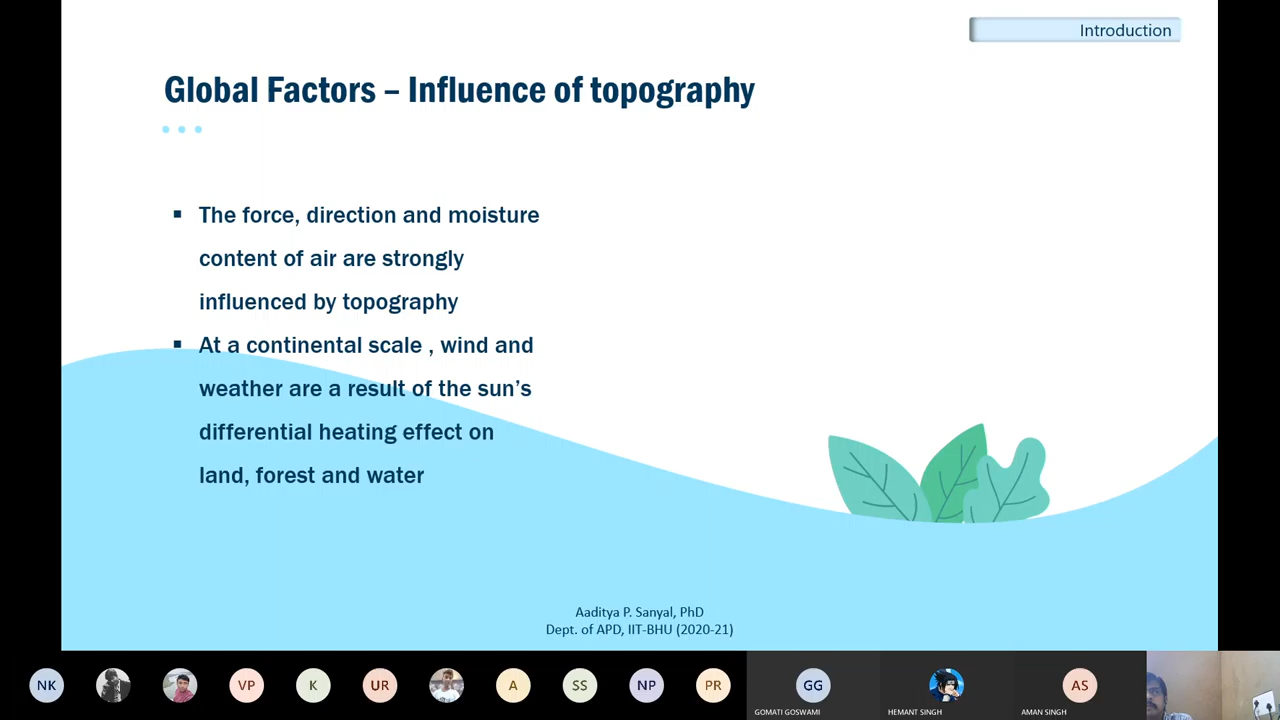 Introduction
Global Factors – Influence of topography
▪ The force, direction and moisture
content of air are strongly
influenced by topography
▪ At a continental scale , wind and
weather are a result of the sun’s
differential heating effect on
land, forest and water
Aaditya P. Sanyal, PhD
Dept. of APD, IIT-BHU (2020-21)
NK VP K UR A SS NP PR GG AS
GOMATI GOSWAMI HEMANT SINGH AMAN SINGH